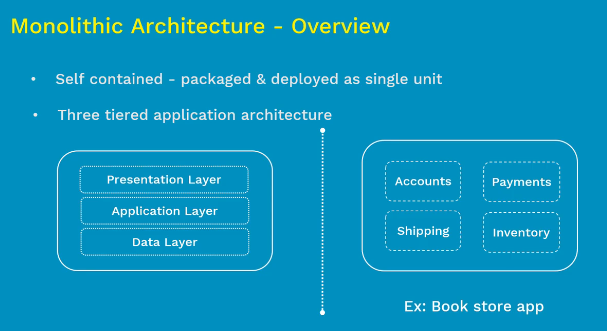 Monolithic Architecture - Overview
• Self contained - packaged & deployed as single unit
• Three tiered application architecture
Presentation Layer
Application Layer
Data Layer
Accounts
Payments
Shipping
Inventory
Ex: Book store app